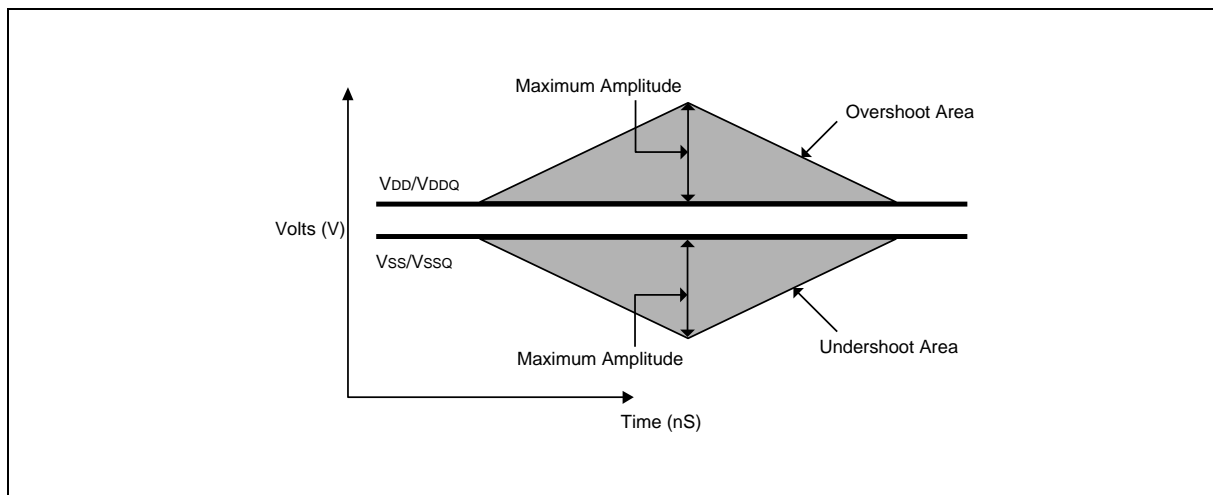 Maximum Amplitude
Overshoot Area
VDD/VDDQ
Volts (V)
VSS/VSSQ
Maximum Amplitude
Undershoot Area
Time (nS)